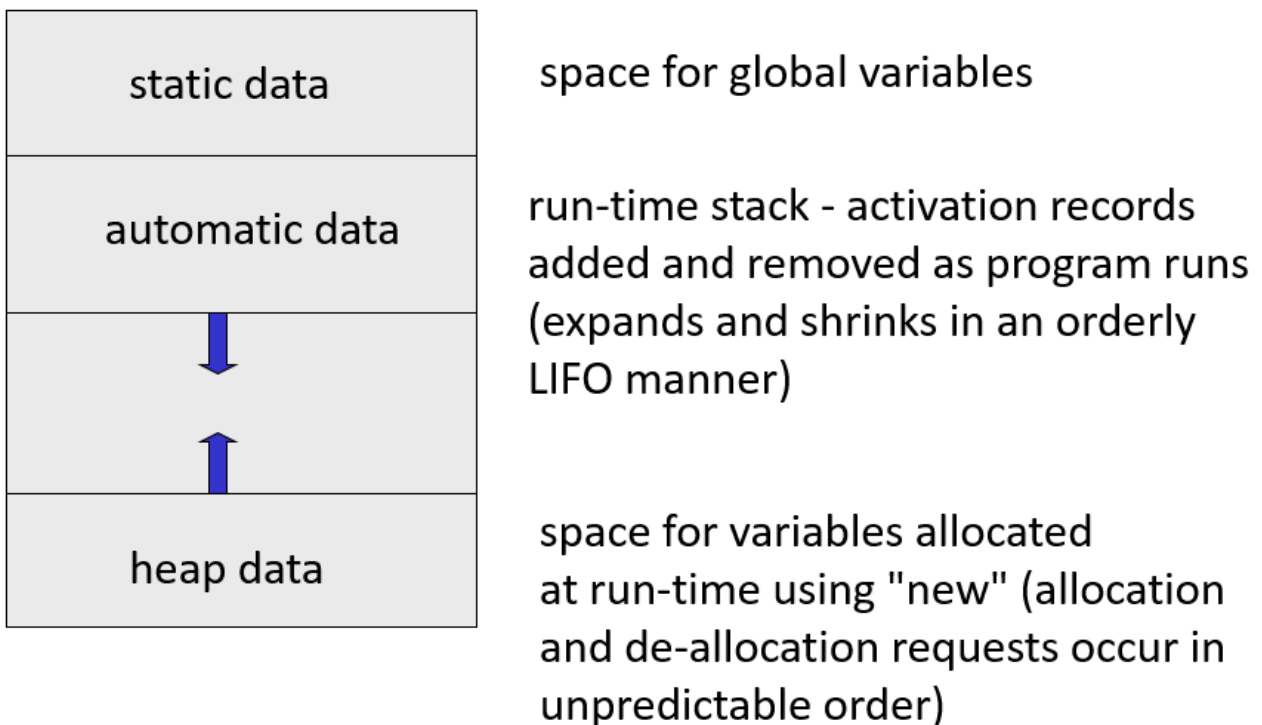 static data
space for global variables
automatic data
run-time stack - activation records
added and removed as program runs
(expands and shrinks in an orderly
LIFO manner)
heap data
space for variables allocated
at run-time using "new" (allocation
and de-allocation requests occur in
unpredictable order)